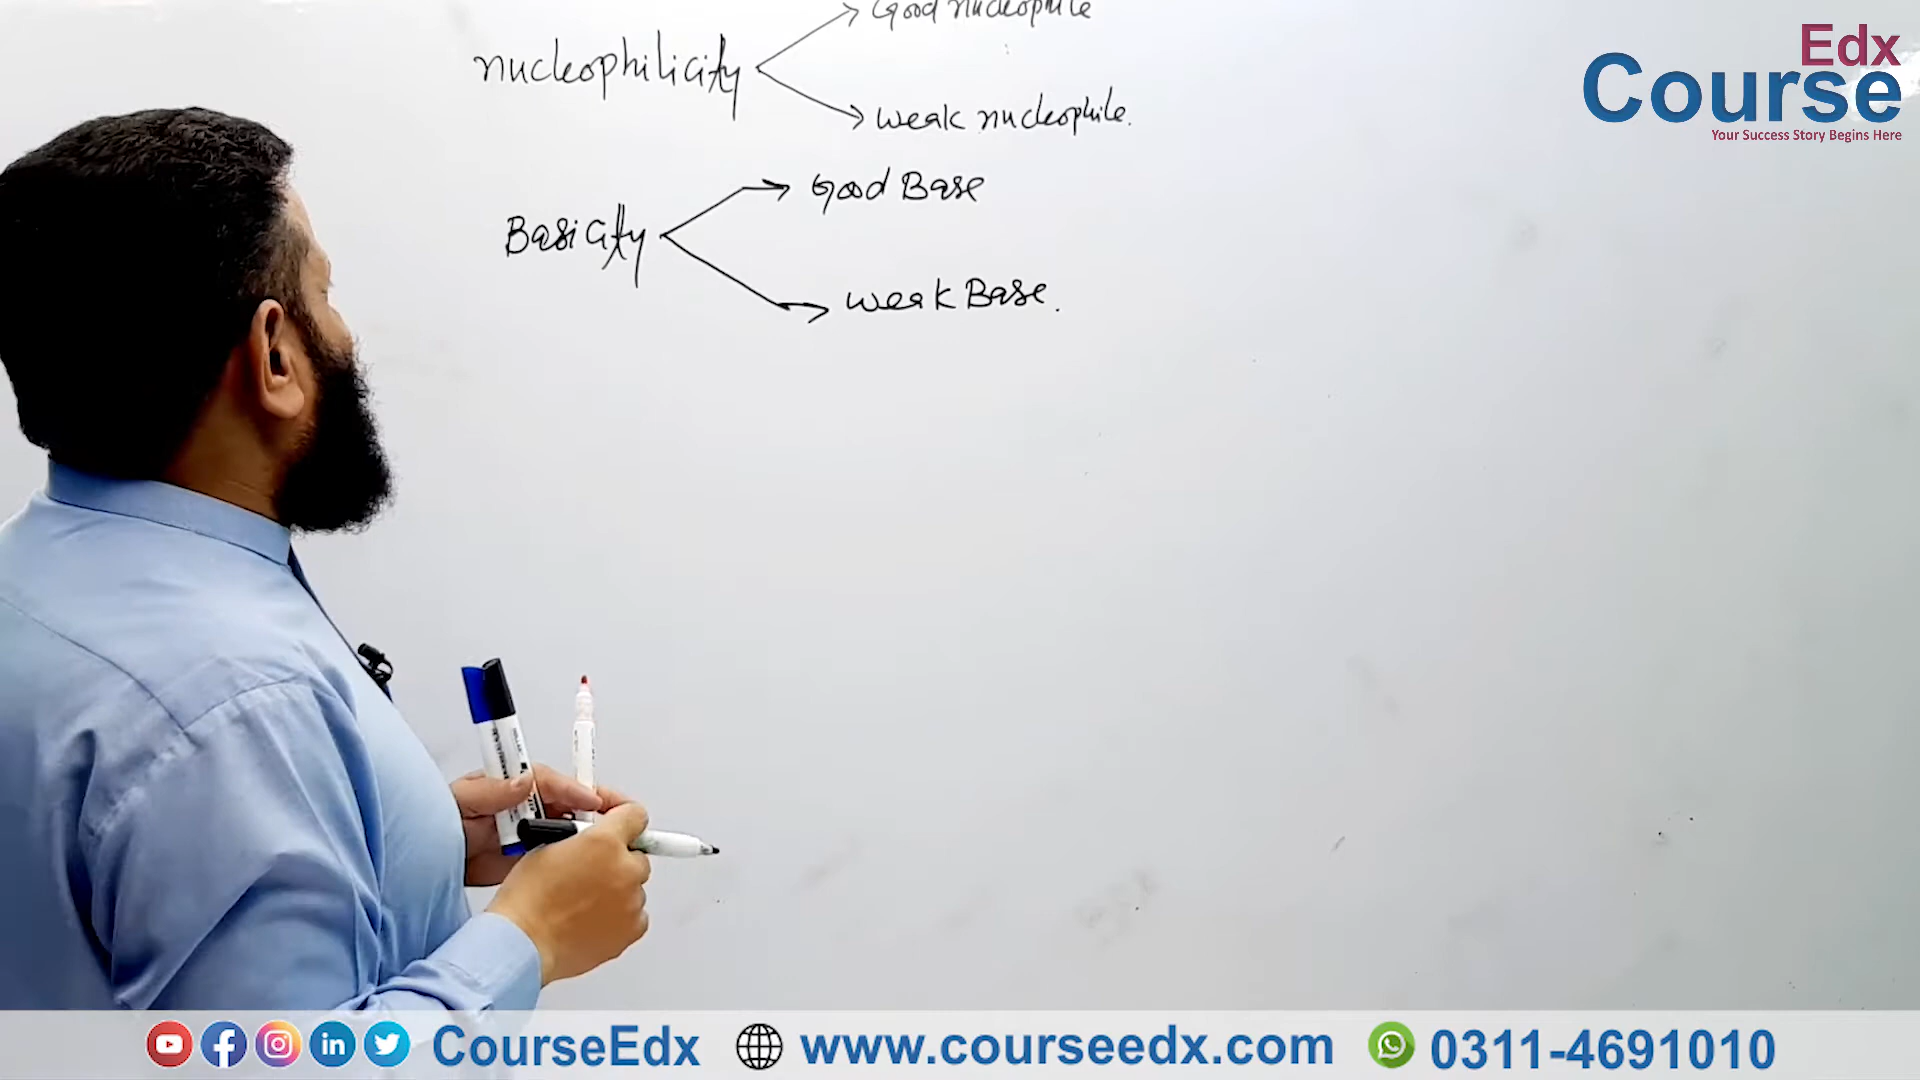 Good nucleophile
nucleophilicity
weak nucleophile.
Good Base
Basicity
weak Base.
Edx
Course
Your Success Story Begins Here
CourseEdx
www.courseedx.com
0311-4691010